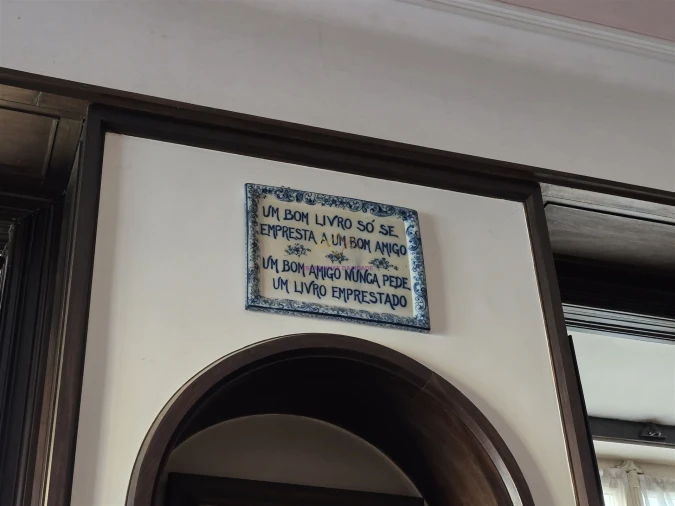 UM BOM LIVRO SÓ SE
EMPRESTA A UM BOM AMIGO
UM BOM AMIGO NUNCA PEDE
UM LIVRO EMPRESTADO